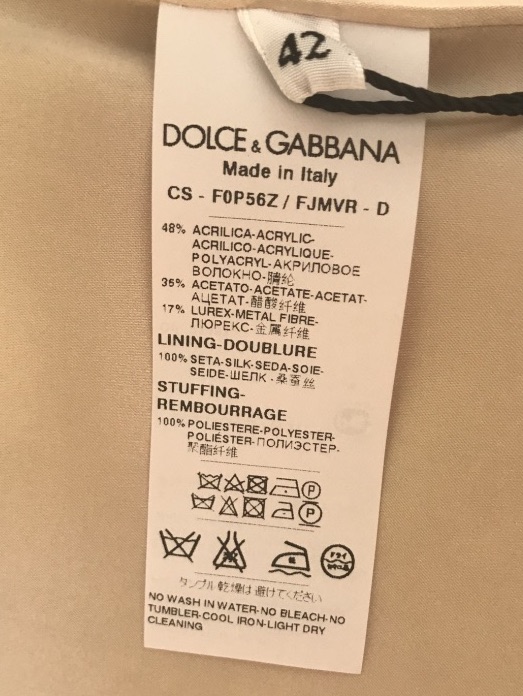 42
DOLCE & GABBANA
Made in Italy
CS - F0P56Z / FJMVR - D
48% ACRILICA-ACRYLIC-
ACRILICO-ACRYLIQUE-
POLYACRYL-АКРИЛОВОЕ
ВОЛОКНО-腈纶
35% ACETATO-ACETATE-ACETAT-
АЦЕТАТ-醋酸纤维
17% LUREX-METAL FIBRE-
ЛЮРЕКС-金属纤维
LINING-DOUBLURE
100% SETA-SILK-SEDA-SOIE-
SEIDE-ШЕЛК-桑蚕丝
STUFFING-
REMBOURRAGE
100% POLIESTERE-POLYESTER-
POLIÉSTER-ПОЛИЭСТЕР-
聚酯纤维
P
P
ドライ
タンブル乾燥は避けてください
NO WASH IN WATER-NO BLEACH-NO
TUMBLER-COOL IRON-LIGHT DRY
CLEANING